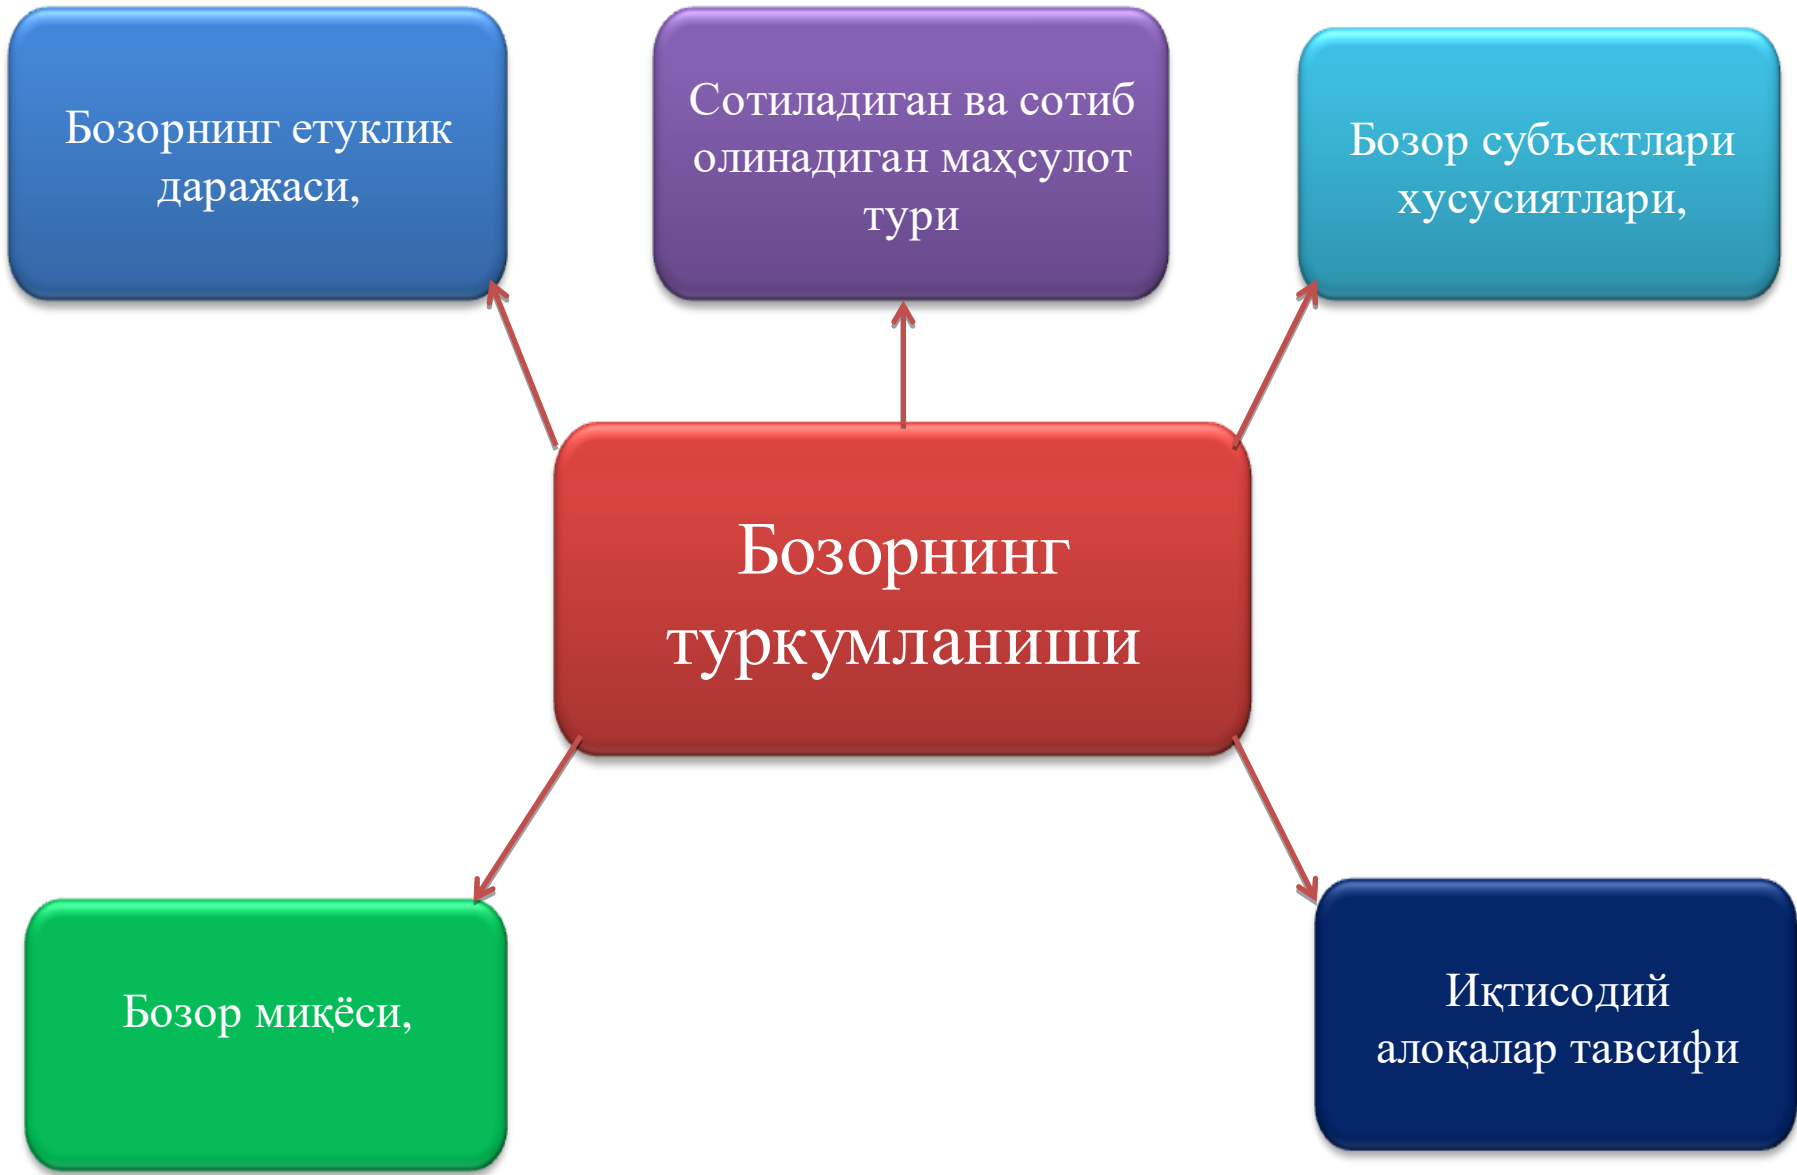 Бозорнинг етуклик
даражаси,
Сотиладиган ва сотиб
олинадиган маҳсулот
тури
Бозор субъектлари
хусусиятлари,
Бозорнинг
туркумланиши
Бозор миқёси,
Иқтисодий
алоқалар тавсифи